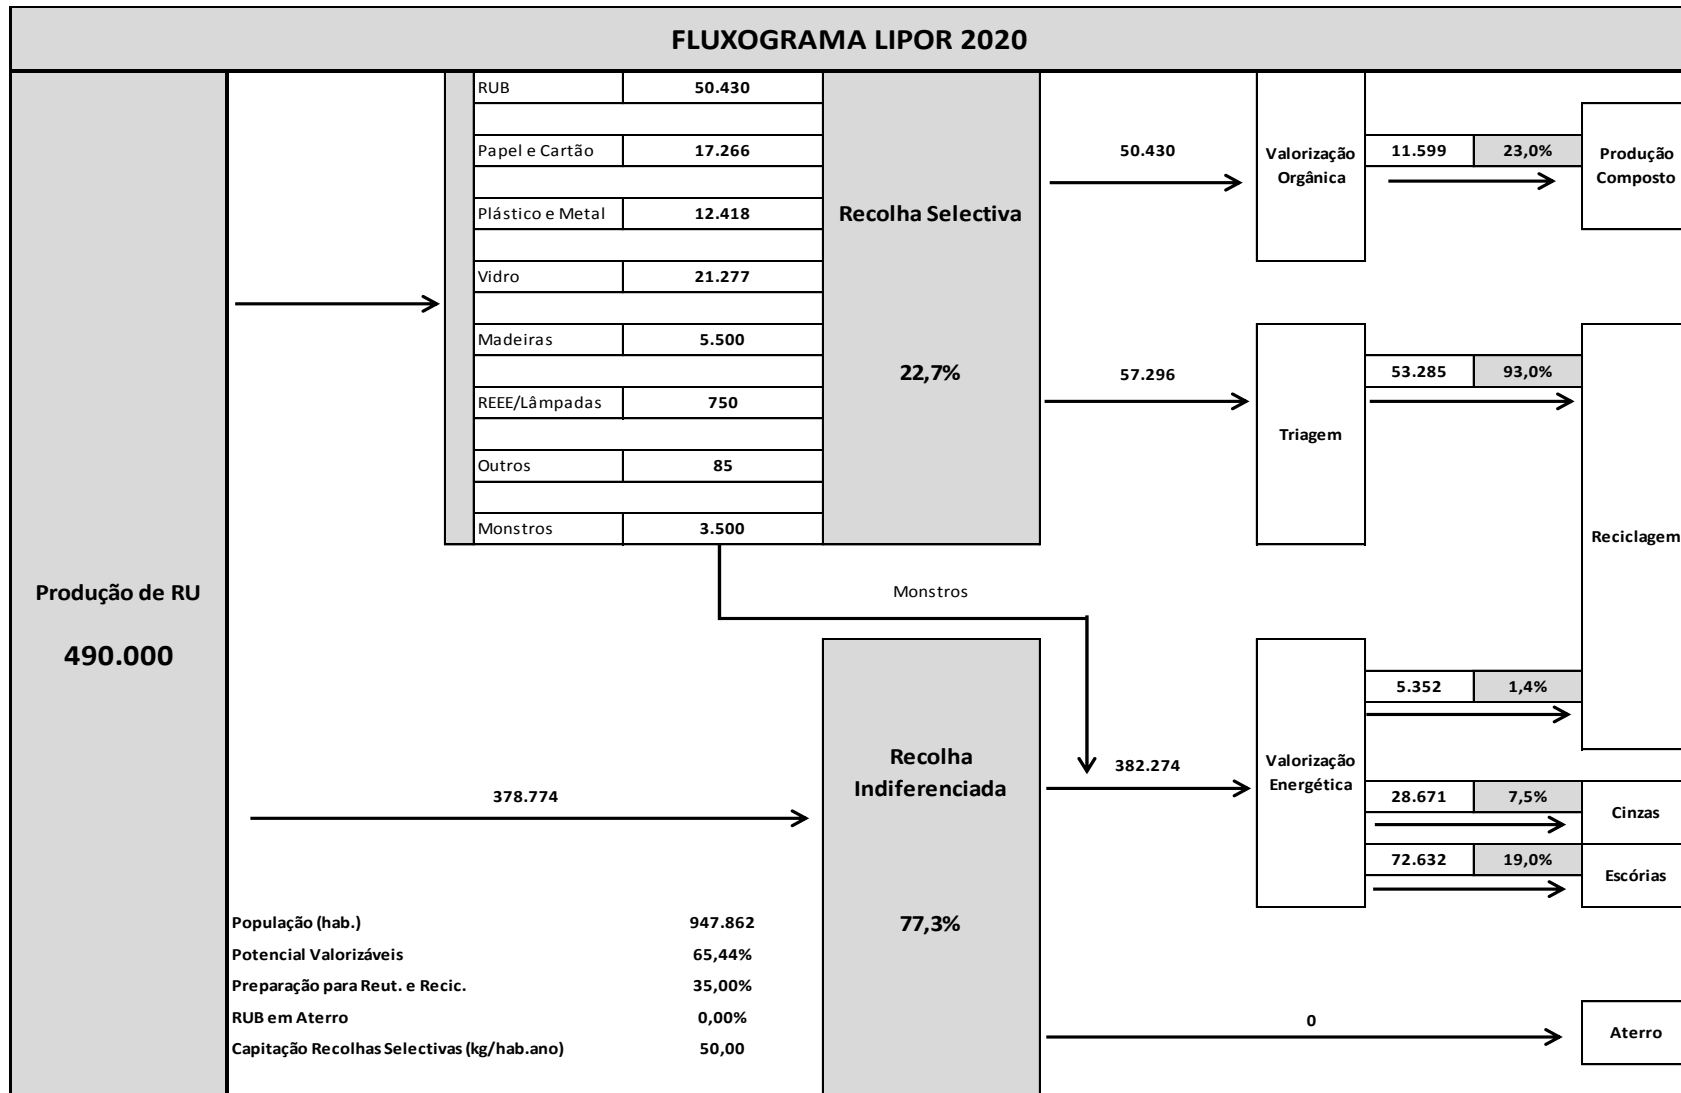 FLUXOGRAMA LIPOR 2020
RUB 50.430
Papel e Cartão 17.266
Plástico e Metal 12.418
Vidro 21.277
Madeiras 5.500
REEE/Lâmpadas 750
Outros 85
Monstros 3.500
Recolha Selectiva
22,7%
50.430
Valorização
Orgânica
11.599 23,0%
Produção
Composto
57.296
Triagem
53.285 93,0%
Reciclagem
Produção de RU
490.000
Monstros
378.774
Recolha
Indiferenciada
77,3%
382.274
Valorização
Energética
5.352 1,4%
28.671 7,5%
Cinzas
72.632 19,0%
Escórias
População (hab.) 947.862
Potencial Valorizáveis 65,44%
Preparação para Reut. e Recic. 35,00%
RUB em Aterro 0,00%
Capitação Recolhas Selectivas (kg/hab.ano) 50,00
0
Aterro